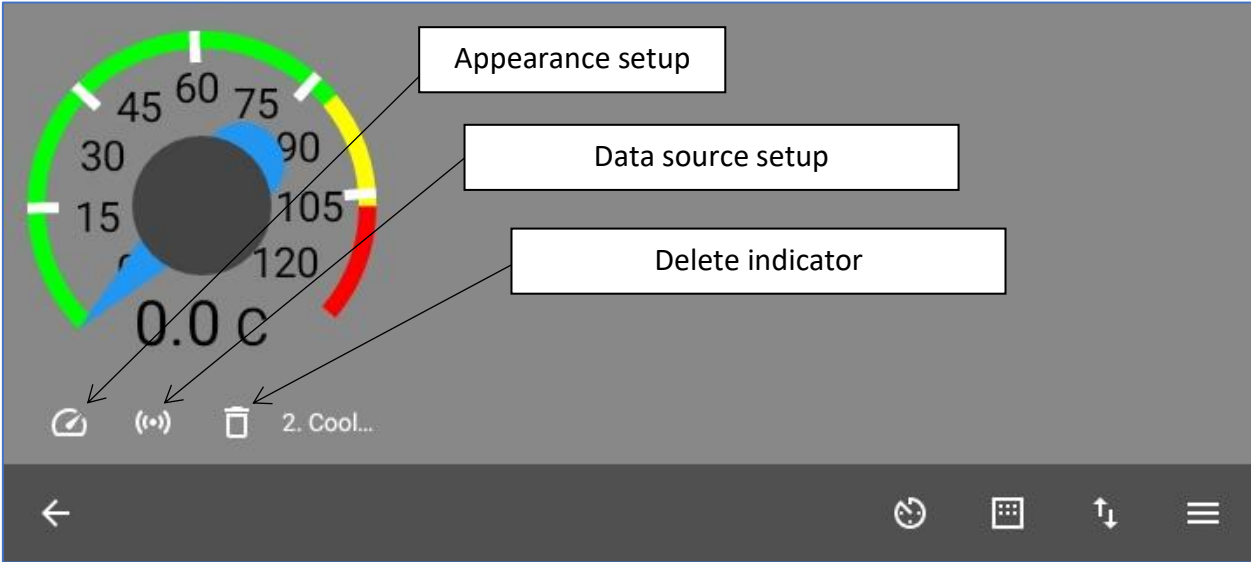 Appearance setup
60
45
75
Data source setup
30
90
15
105
Delete indicator
120
0.0 C
2. Cool...